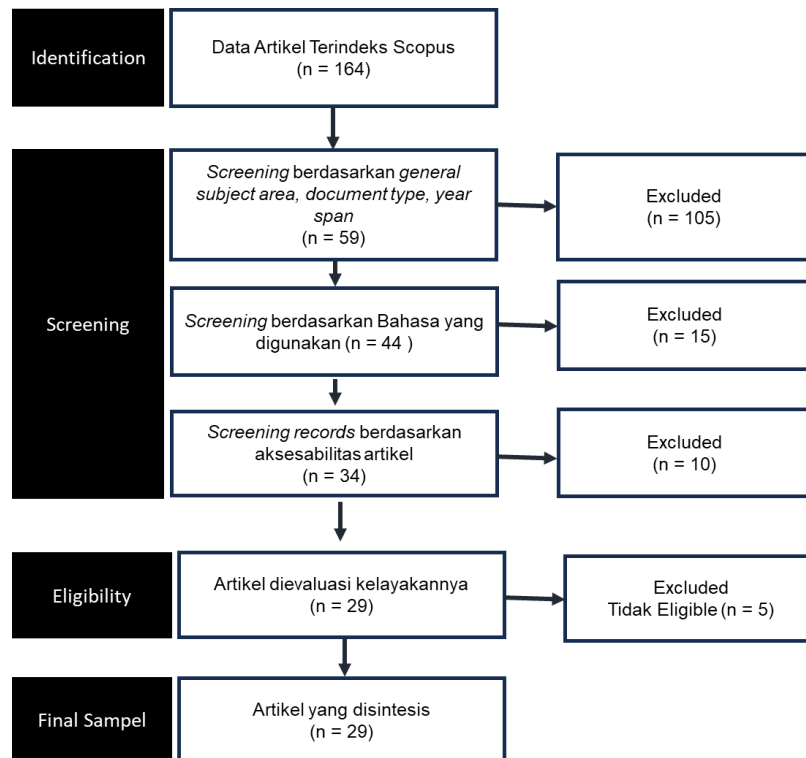 Identification
Data Artikel Terindeks Scopus
(n = 164)
Screening
Screening berdasarkan general
subject area, document type, year
span
(n = 59)
Excluded
(n = 105)
Screening berdasarkan Bahasa yang
digunakan (n = 44 )
Excluded
(n = 15)
Screening records berdasarkan
aksesabilitas artikel
(n = 34)
Excluded
(n = 10)
Eligibility
Artikel dievaluasi kelayakannya
(n = 29)
Excluded
Tidak Eligible (n = 5)
Final Sampel
Artikel yang disintesis
(n = 29)